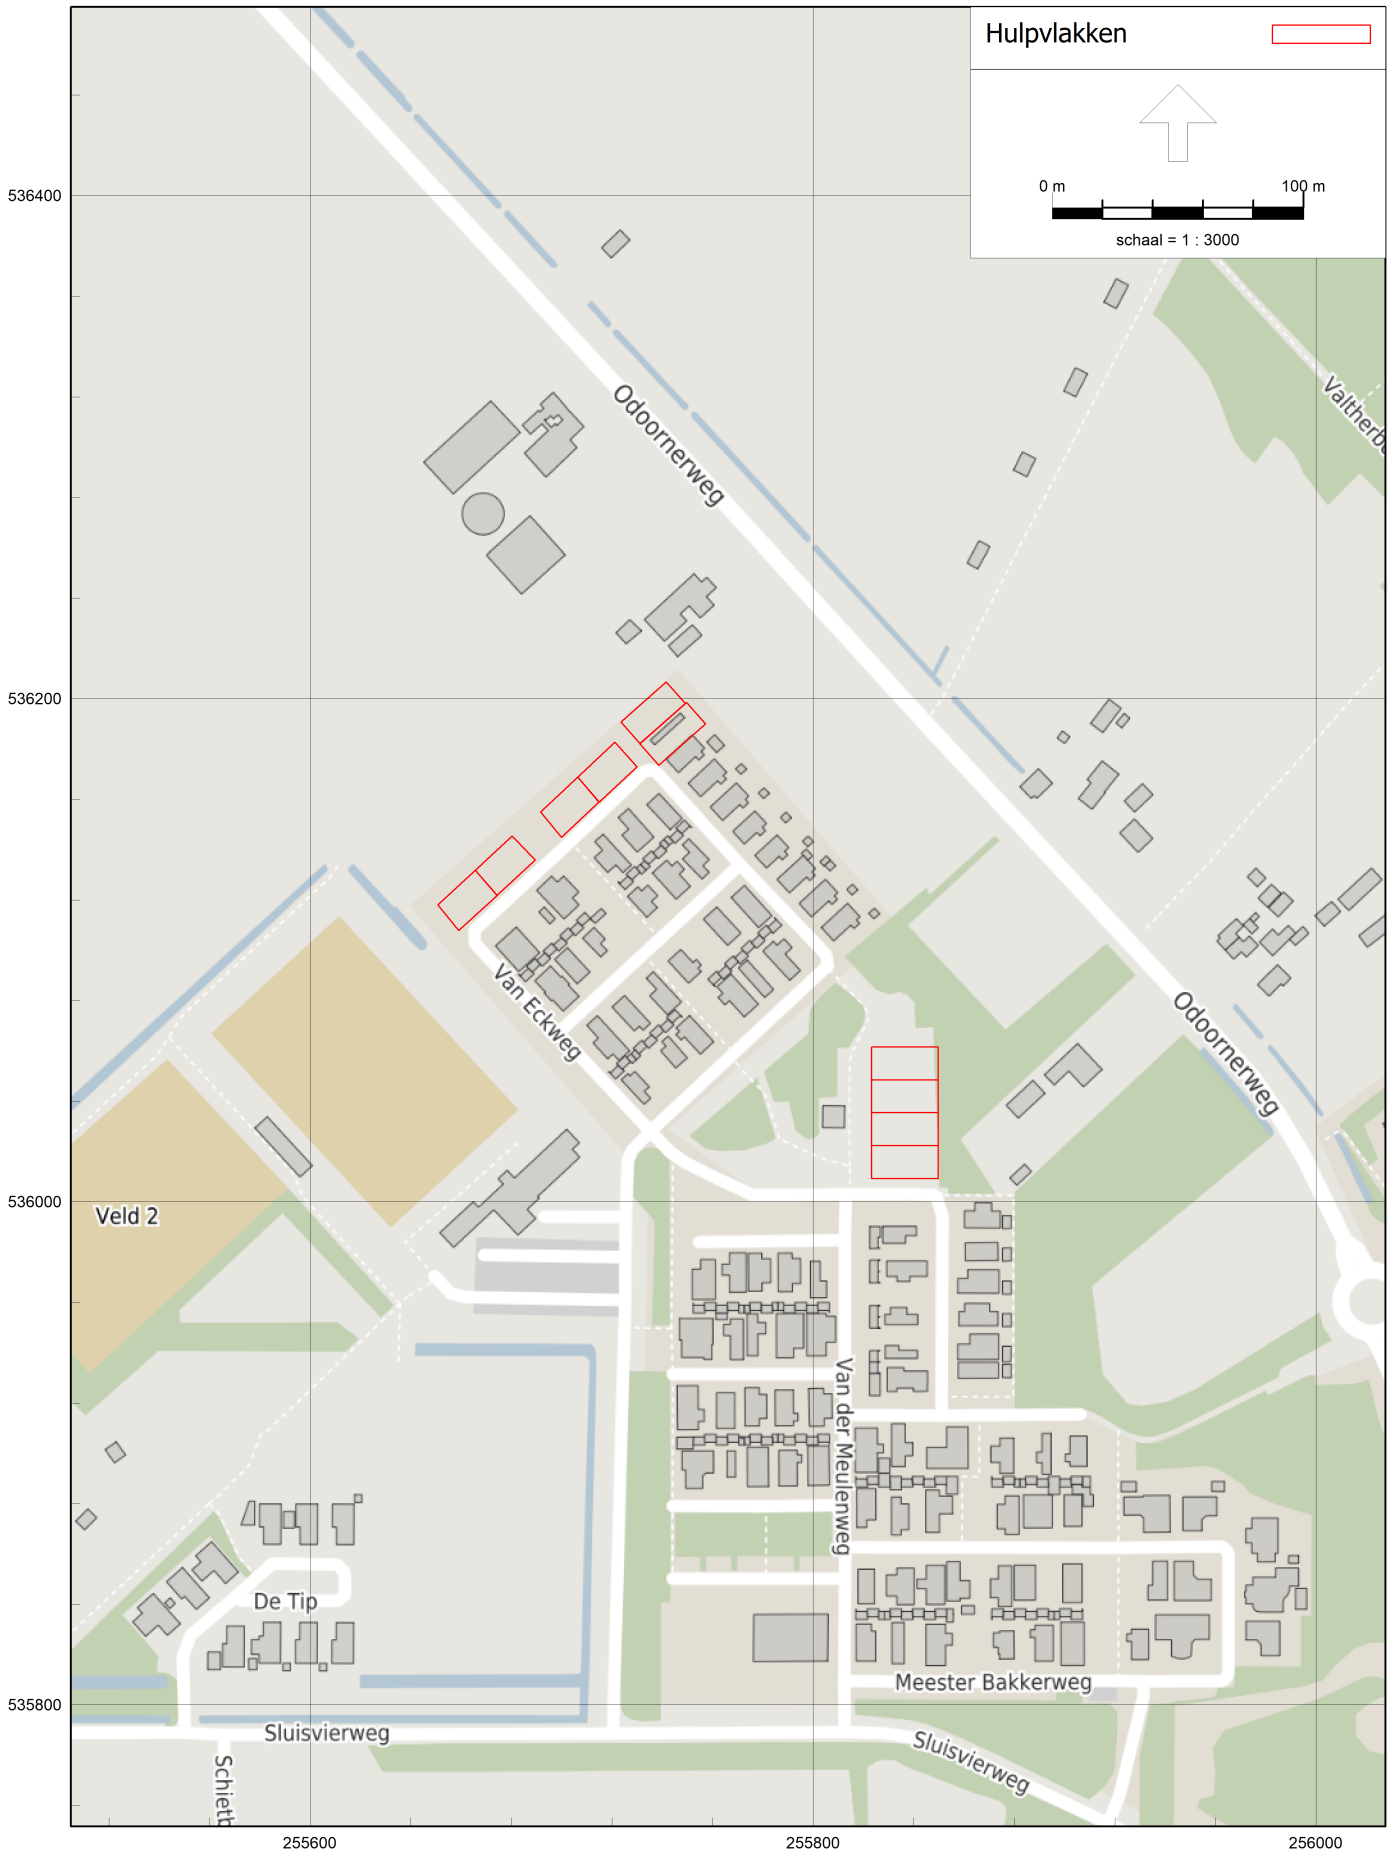 Hulpvlakken
0 m 100 m
schaal = 1 : 3000
536400
Odoornerweg
536200
Van Eckweg
Odoornerweg
536000
Veld 2
Van der Meulenweg
De Tip
Meester Bakkerweg
535800
Sluisvierweg
Sluisvierweg
255600 255800 256000